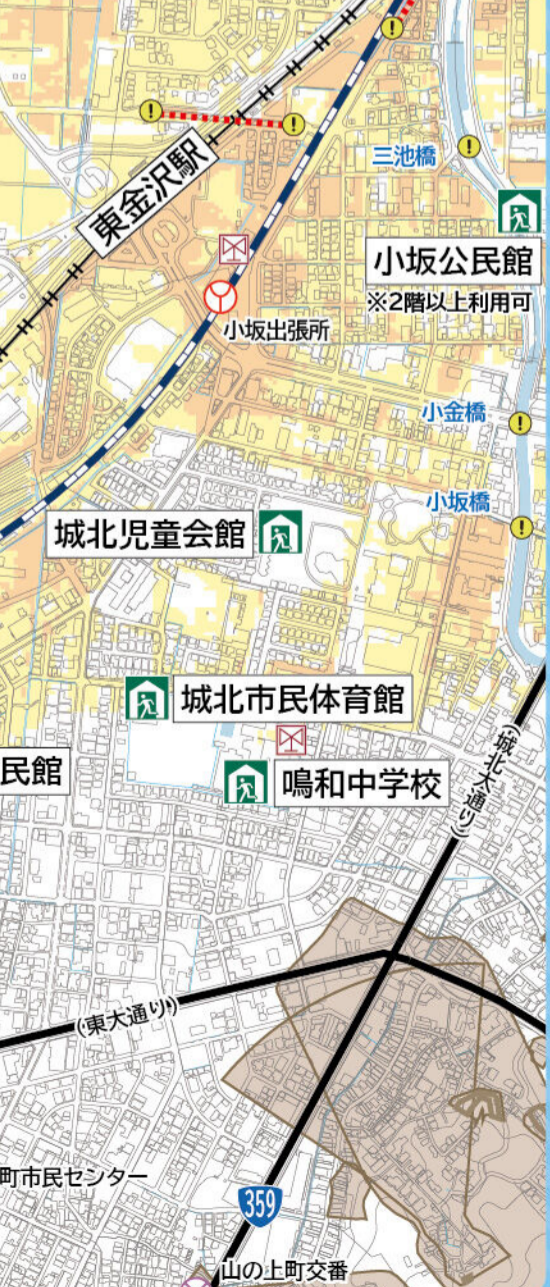 三池橋
東金沢駅
小坂公民館
※2階以上利用可
小坂出張所
小金橋
小坂橋
城北児童会館
城北市民体育館
民館
鳴和中学校
(城北大通り)
(東大通り)
町市民センター
359
山の上町交番